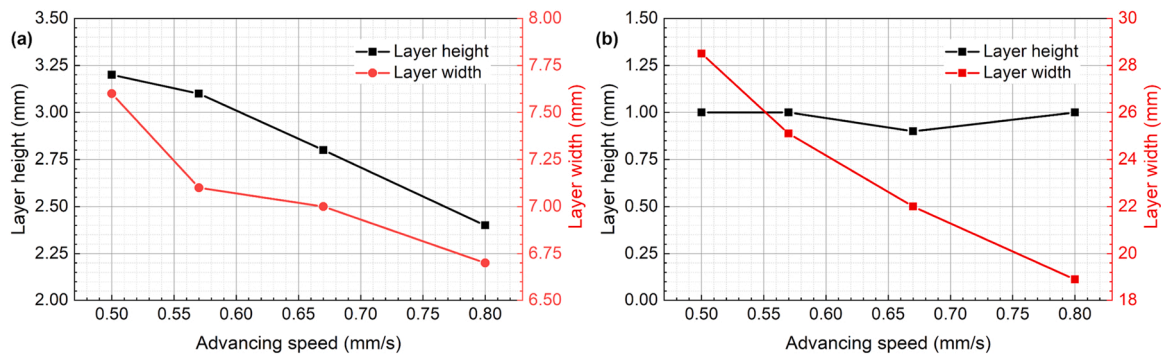 (a)
Layer height
Layer width
3.50
3.25
3.00
2.75
2.50
2.25
2.00
Layer height (mm)
8.00
7.75
7.50
7.25
7.00
6.75
6.50
Layer width (mm)
0.50 0.55 0.60 0.65 0.70 0.75 0.80
Advancing speed (mm/s)
(b)
Layer height
Layer width
1.50
1.25
1.00
0.75
0.50
0.25
0.00
Layer height (mm)
30
28
26
24
22
20
19
18
Layer width (mm)
0.50 0.55 0.60 0.65 0.70 0.75 0.80
Advancing speed (mm/s)